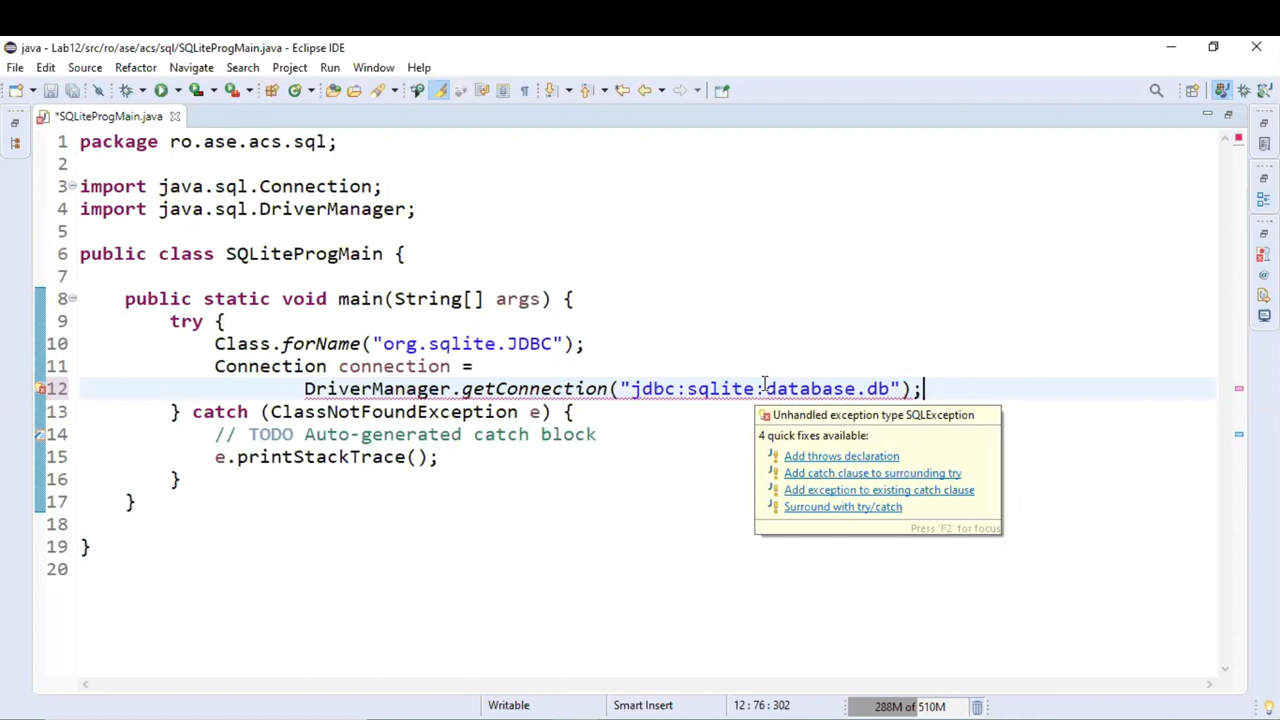 java - Lab12/src/ro/ase/acs/sql/SQLiteProgMain.java - Eclipse IDE
File Edit Source Refactor Navigate Search Project Run Window Help
*SQLiteProgMain.java
1 package ro.ase.acs.sql;
2
3 import java.sql.Connection;
4 import java.sql.DriverManager;
5
6 public class SQLiteProgMain {
7
8 public static void main(String[] args) {
9 try {
10 Class.forName("org.sqlite.JDBC");
11 Connection connection =
12 DriverManager.getConnection("jdbc:sqlite:database.db");
13 } catch (ClassNotFoundException e) {
14 // TODO Auto-generated catch block
15 e.printStackTrace();
16 }
17 }
18
19 }
20
Unhandled exception type SQLException
4 quick fixes available:
Add throws declaration
Add catch clause to surrounding try
Add exception to existing catch clause
Surround with try/catch
Press 'F2' for focus
Writable Smart Insert 12 : 76 : 302 288M of 510M